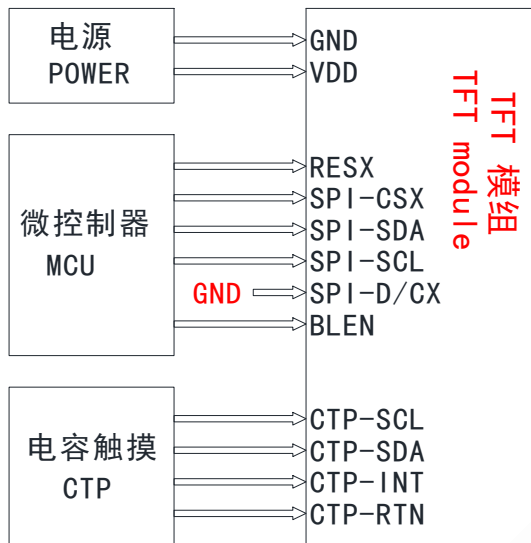 电源
POWER
GND
VDD
TFT 模组
TFT module
微控制器
MCU
RESX
SPI-CSX
SPI-SDA
SPI-SCL
GND
SPI-D/CX
BLEN
电容触摸
CTP
CTP-SCL
CTP-SDA
CTP-INT
CTP-RTN